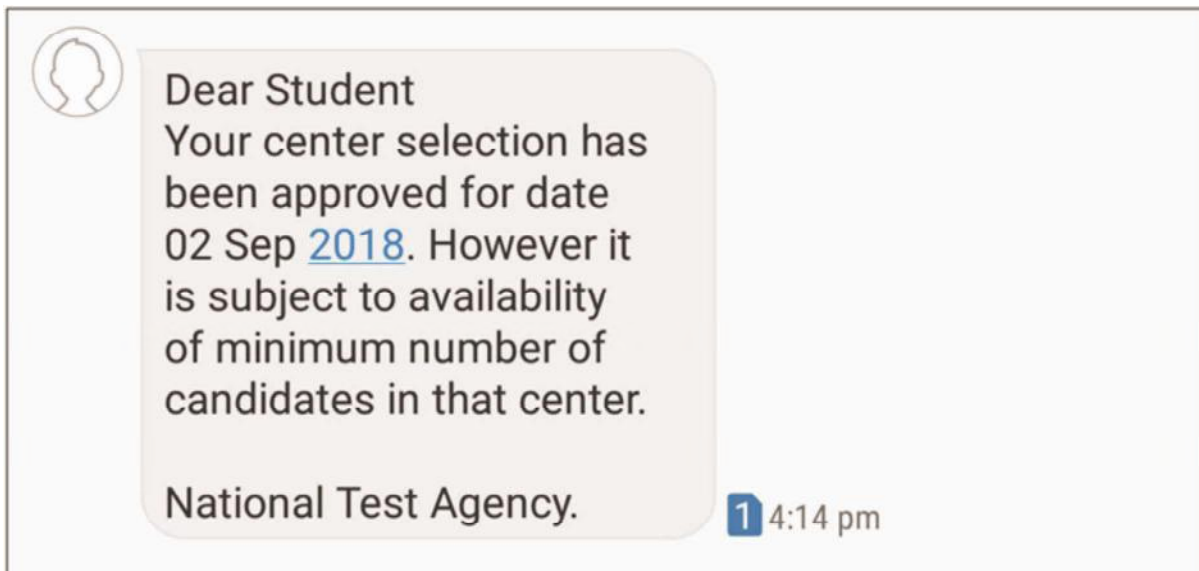 Dear Student
Your center selection has
been approved for date
02 Sep 2018. However it
is subject to availability
of minimum number of
candidates in that center.
National Test Agency.
1 4:14 pm